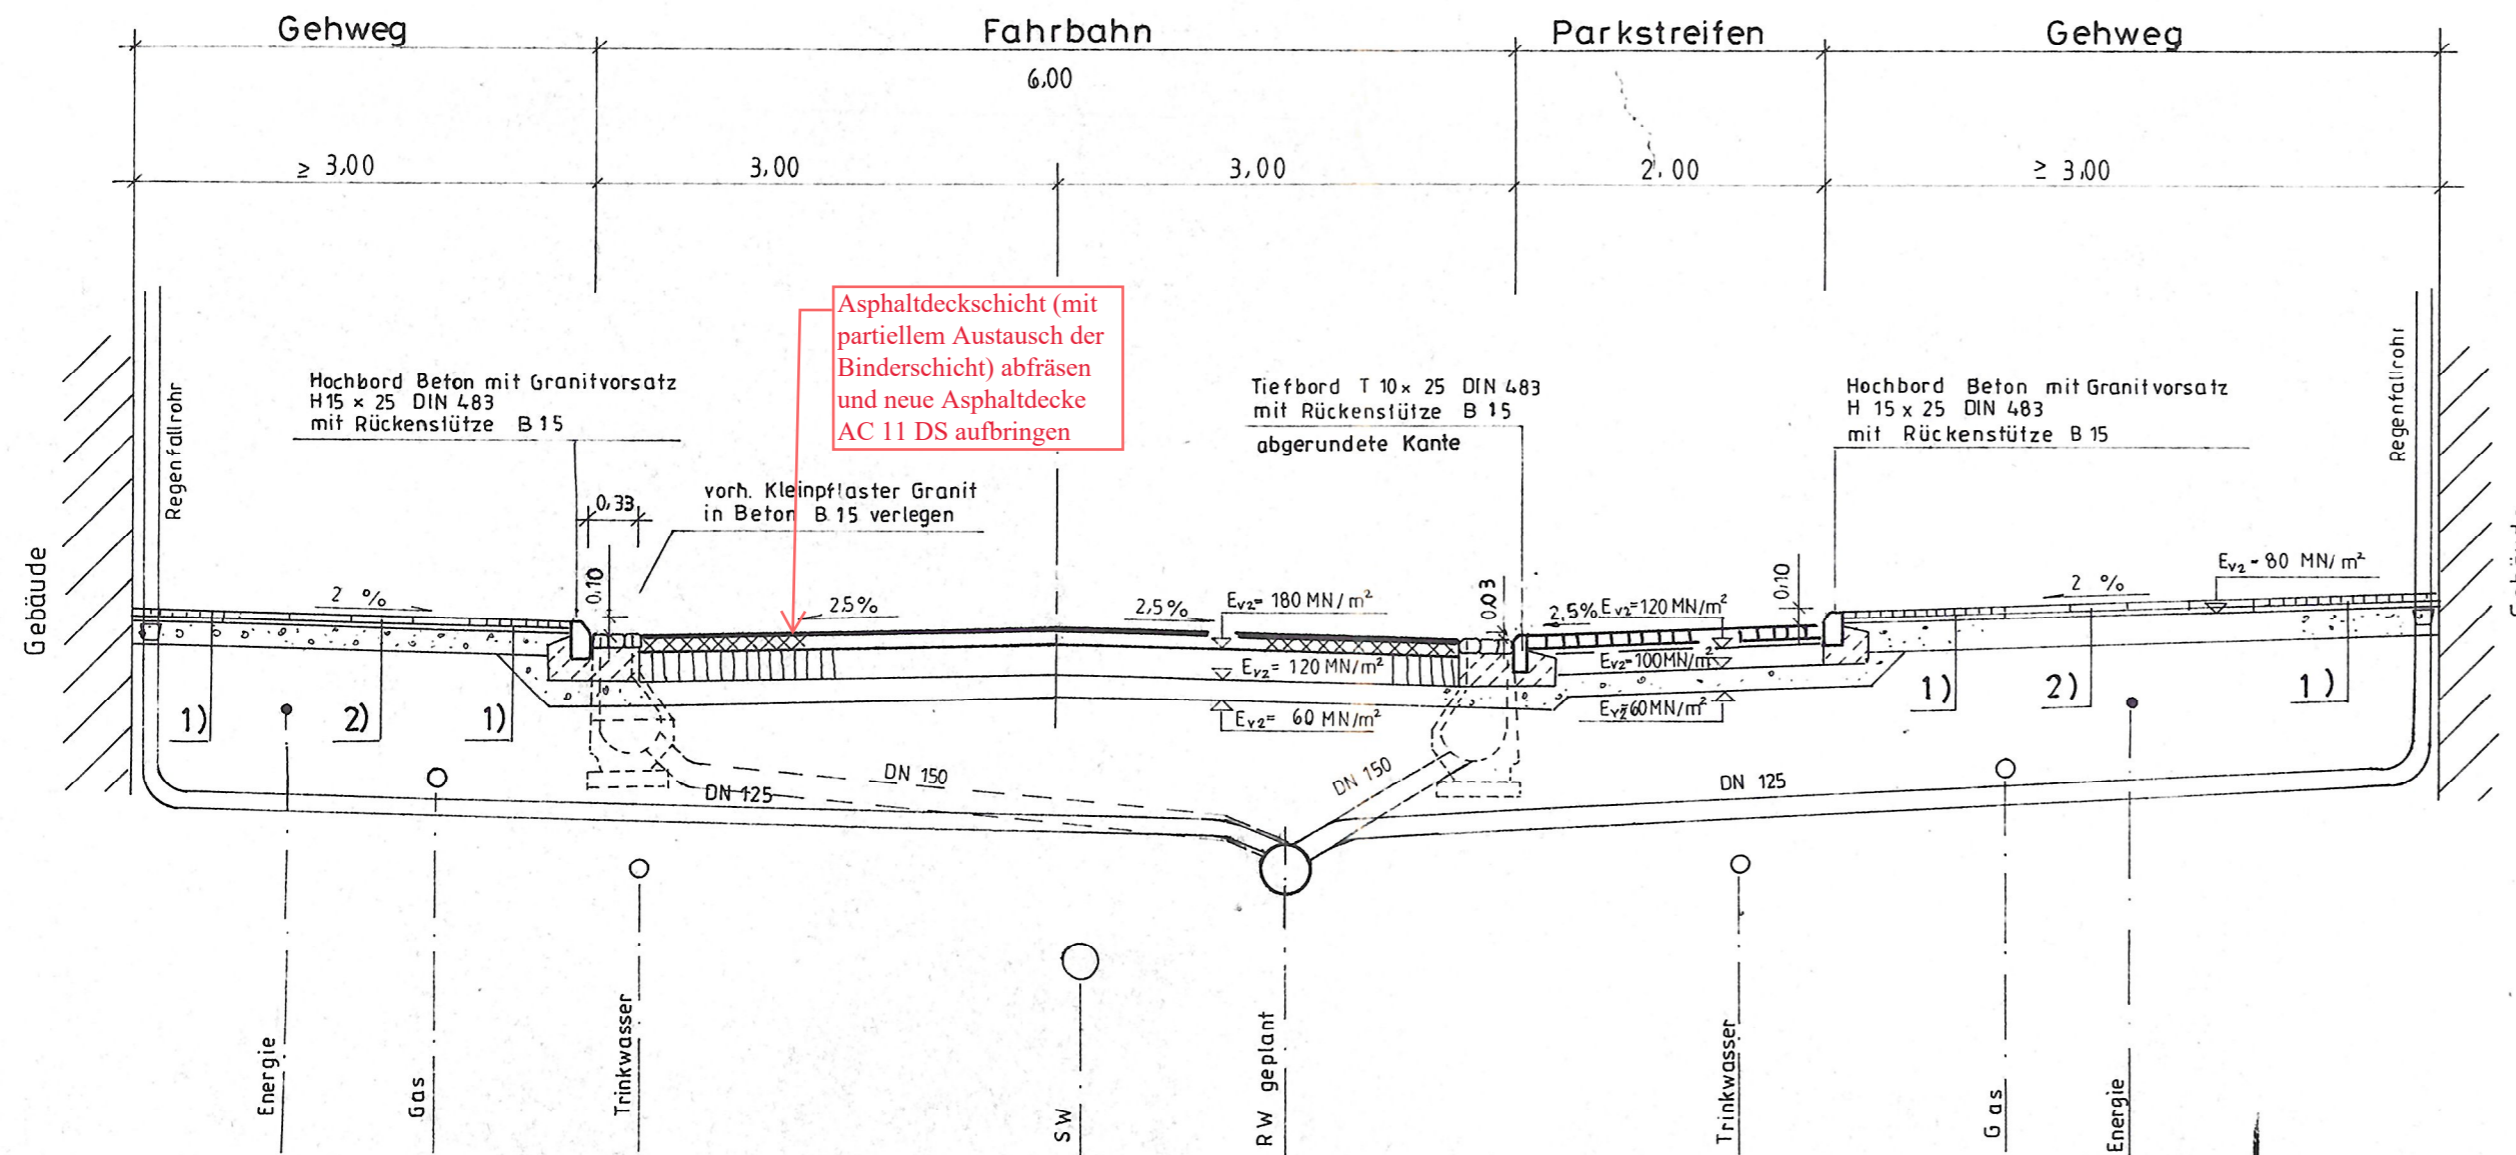 Gehweg
Fahrbahn
Parkstreifen
Gehweg
6,00
≥ 3,00
3,00
3,00
2,00
≥ 3,00
Asphaltdeckschicht (mit
partiellem Austausch der
Binderschicht) abfräsen
und neue Asphaltdecke
AC 11 DS aufbringen
Hochbord Beton mit Granitvorsatz
H15 x 25 DIN 483
mit Rückenstütze B 15
Tiefbord T 10 x 25 DIN 483
mit Rückenstütze B 15
abgerundete Kante
Hochbord Beton mit Granitvorsatz
H 15 x 25 DIN 483
mit Rückenstütze B 15
Regenfallrohr
Regenfallrohr
vorh. Kleinpflaster Granit
in Beton B 15 verlegen
0,33
Gebäude
0,10
2 %
2,5%
2,5%
Ev2= 180 MN/m²
0,03
2,5%
Ev2=120 MN/m²
0,10
2 %
Ev2= 80 MN/m²
Ev2= 120 MN/m²
Ev2=100MN/m²
Ev2= 60 MN/m²
Ev2=60MN/m²
1)
2)
1)
1)
2)
1)
DN 150
DN 125
DN 150
DN 125
Energie
Gas
Trinkwasser
SW
RW geplant
Trinkwasser
Gas
Energie